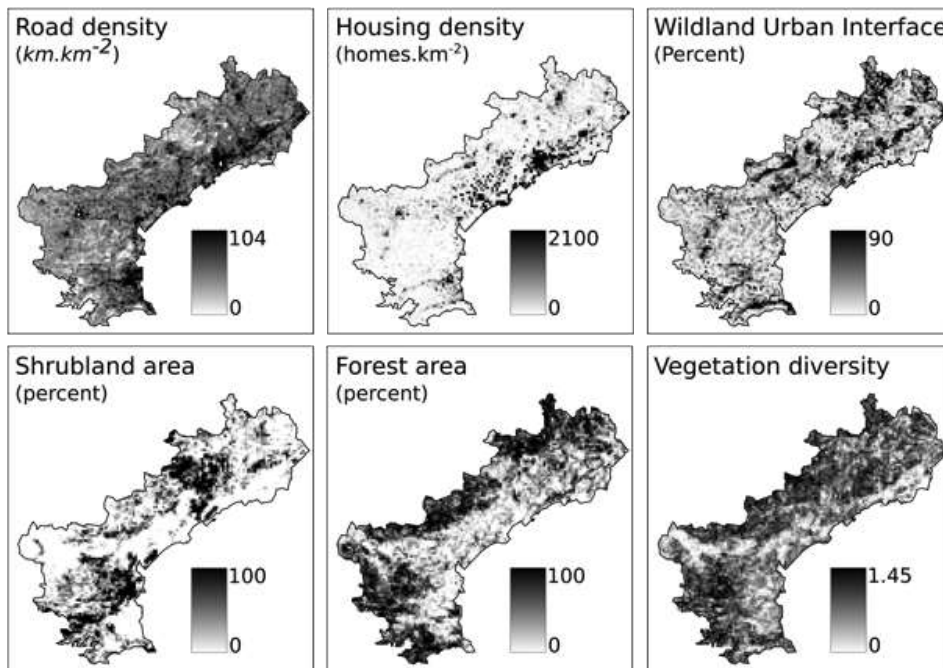 Road density
(km.km⁻²)
104
0
Housing density
(homes.km⁻²)
2100
0
Wildland Urban Interface
(Percent)
90
0
Shrubland area
(percent)
100
0
Forest area
(percent)
100
0
Vegetation diversity
1.45
0